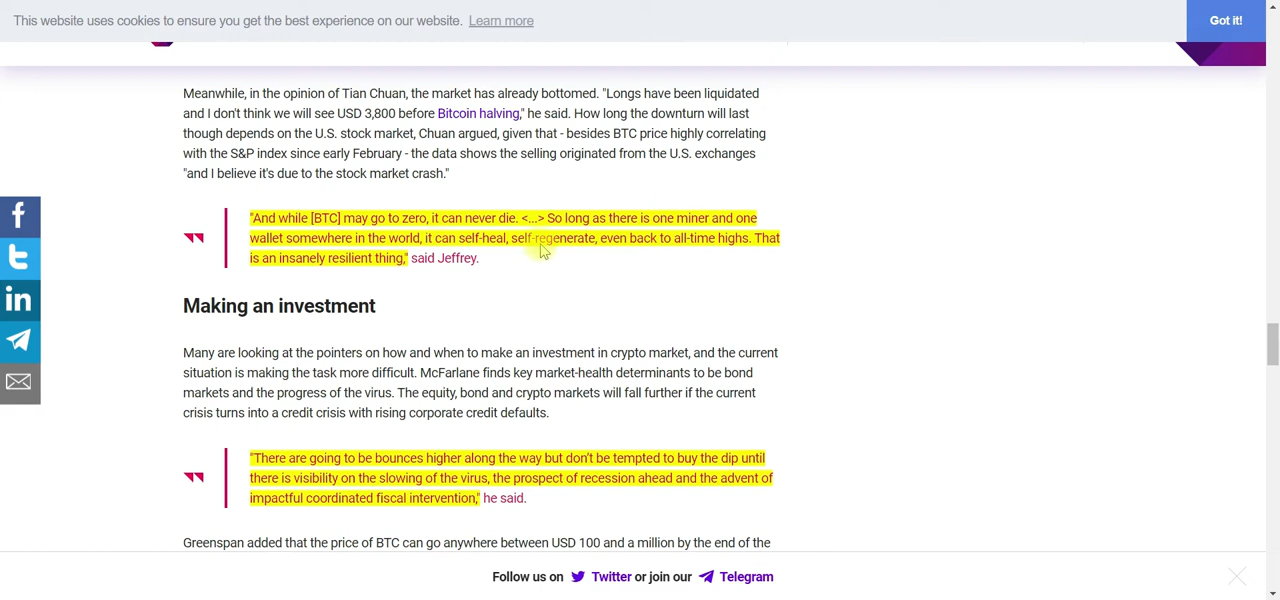 This website uses cookies to ensure you get the best experience on our website. Learn more
Got it!
Meanwhile, in the opinion of Tian Chuan, the market has already bottomed. "Longs have been liquidated
and I don't think we will see USD 3,800 before Bitcoin halving," he said. How long the downturn will last
though depends on the U.S. stock market, Chuan argued, given that - besides BTC price highly correlating
with the S&P index since early February - the data shows the selling originated from the U.S. exchanges
"and I believe it's due to the stock market crash."
"And while [BTC] may go to zero, it can never die. <...> So long as there is one miner and one
wallet somewhere in the world, it can self-heal, self-regenerate, even back to all-time highs. That
is an insanely resilient thing," said Jeffrey.
Making an investment
Many are looking at the pointers on how and when to make an investment in crypto market, and the current
situation is making the task more difficult. McFarlane finds key market-health determinants to be bond
markets and the progress of the virus. The equity, bond and crypto markets will fall further if the current
crisis turns into a credit crisis with rising corporate credit defaults.
"There are going to be bounces higher along the way but don't be tempted to buy the dip until
there is visibility on the slowing of the virus, the prospect of recession ahead and the advent of
impactful coordinated fiscal intervention," he said.
Greenspan added that the price of BTC can go anywhere between USD 100 and a million by the end of the
Follow us on Twitter or join our Telegram